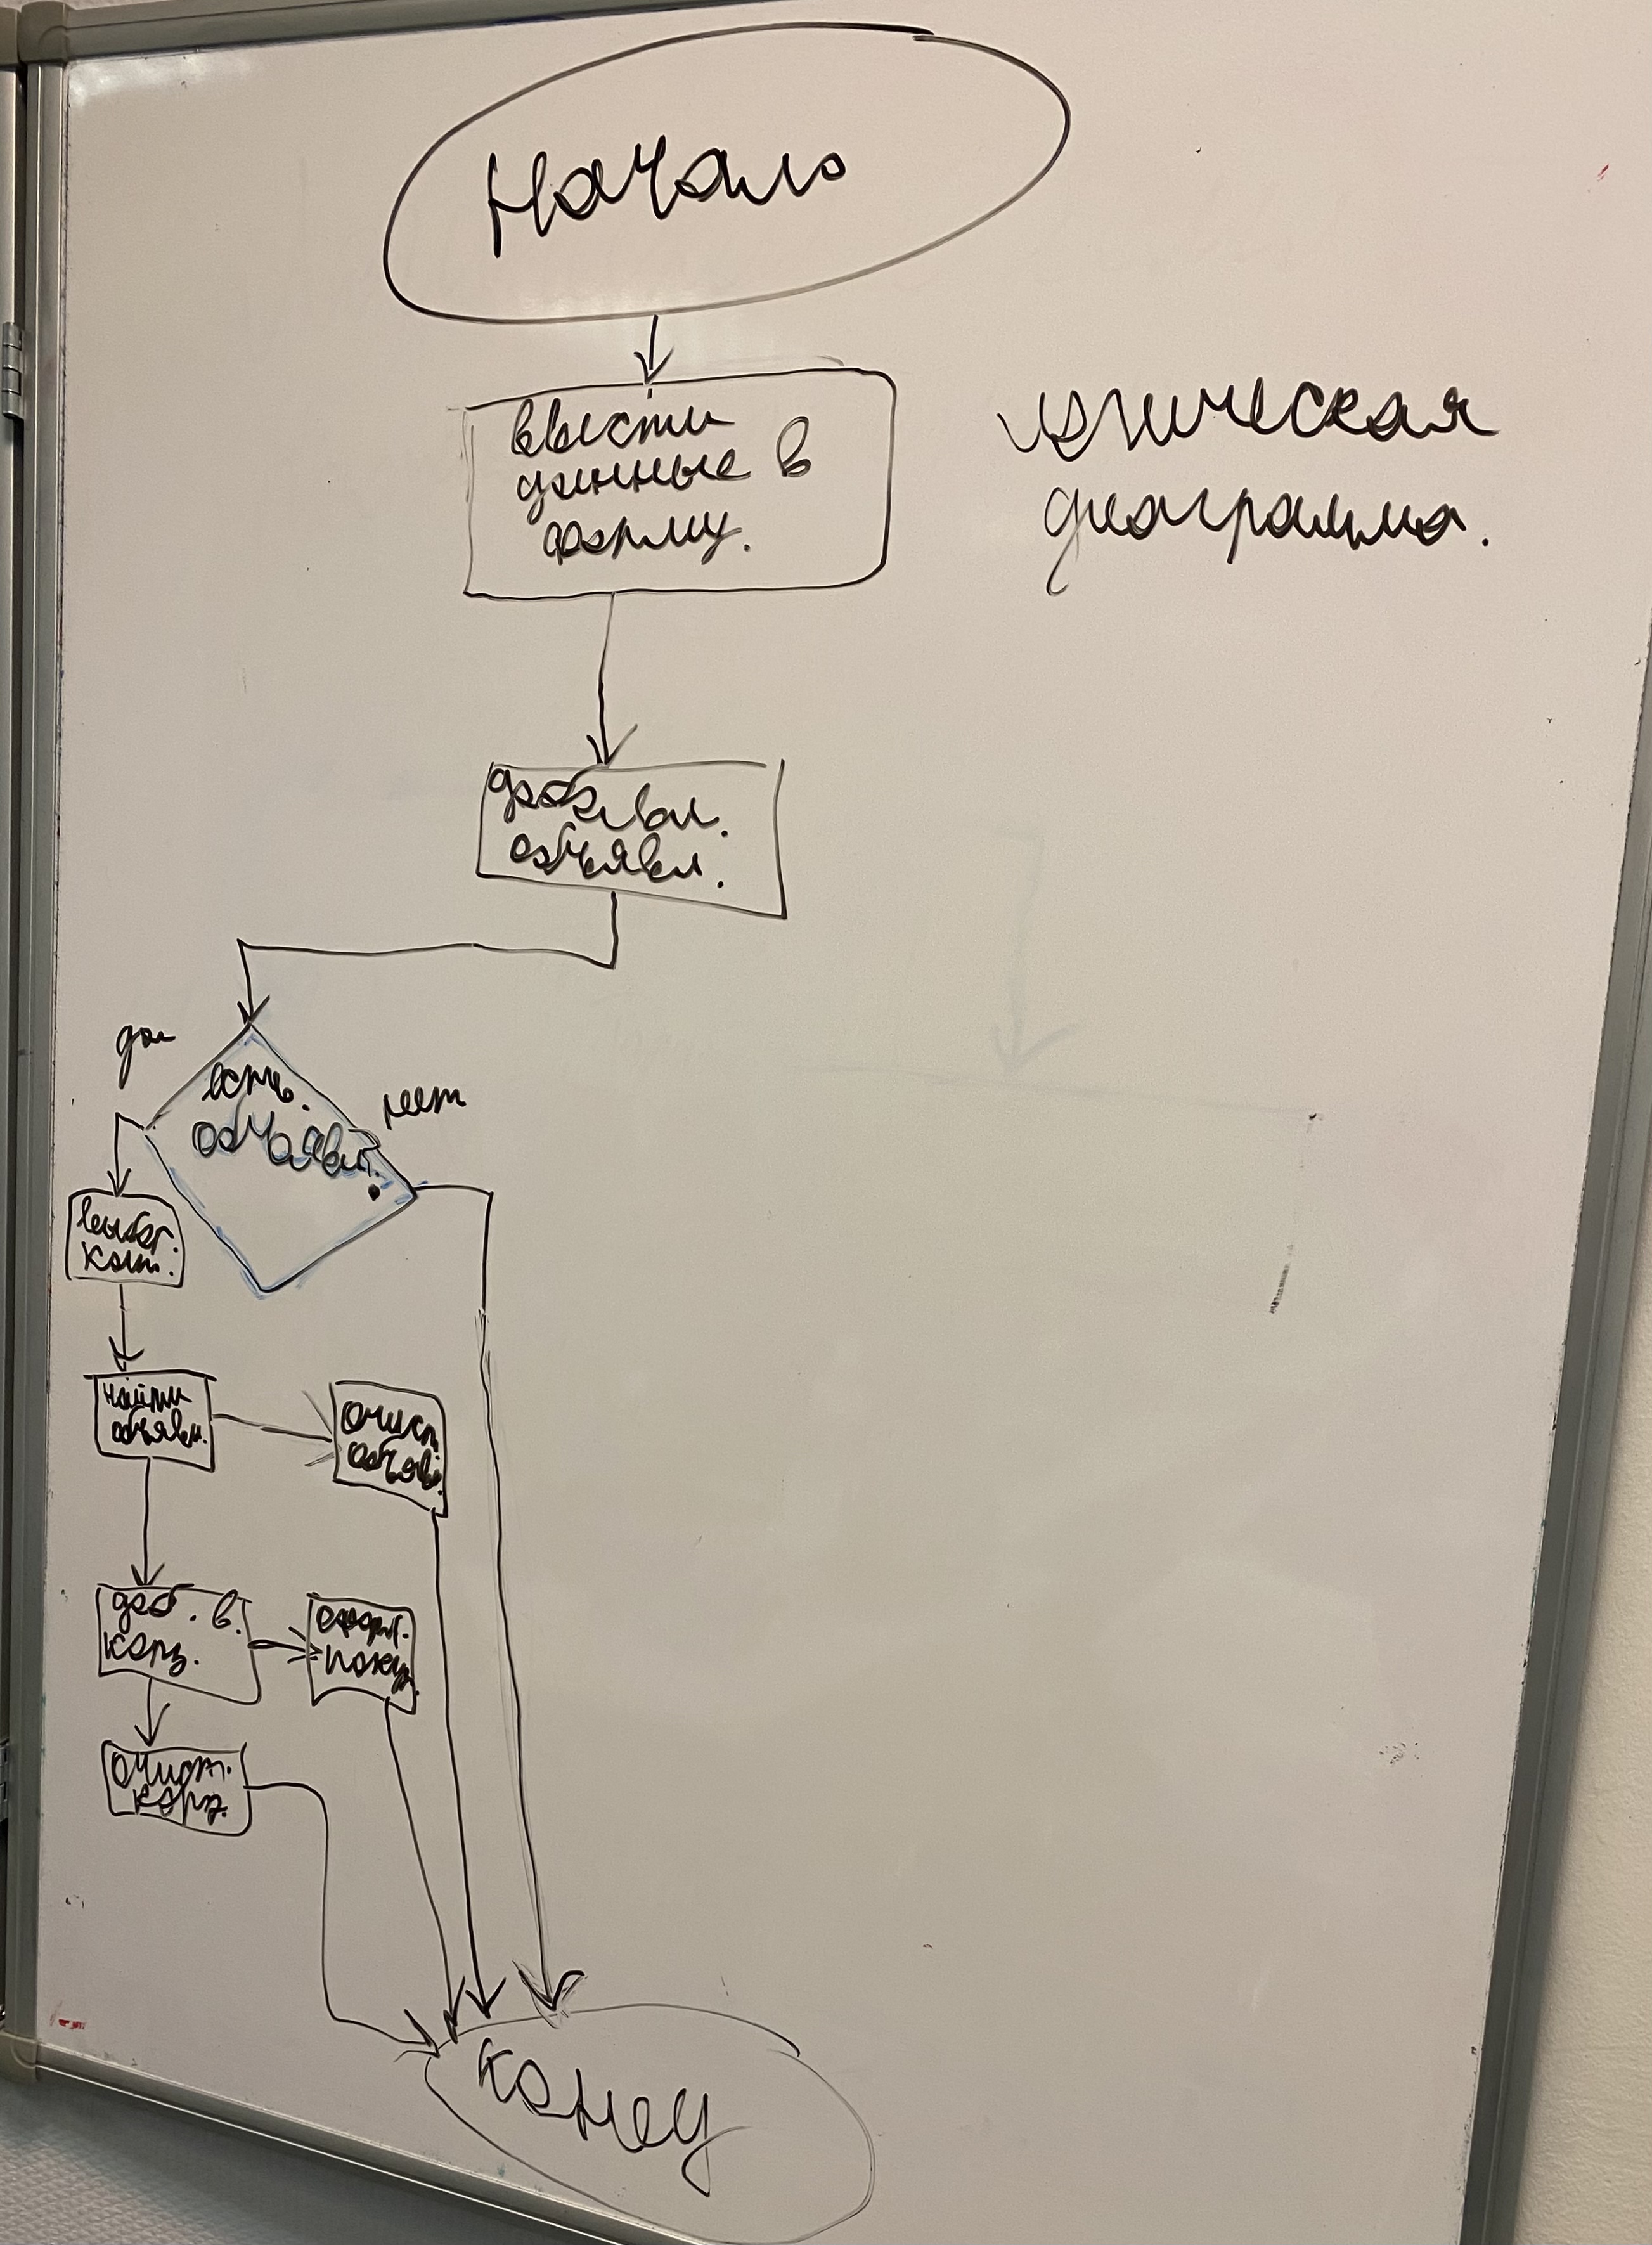 Начало
ввести
данные в
форму.
логическая
диаграмма.
добавл.
объявл.
да
есть.
объявл.
нет
выбр.
кат.
найти
объявл.
очист.
объяв.
доб. в.
корз.
оформ.
покуп.
очист.
корз.
конец